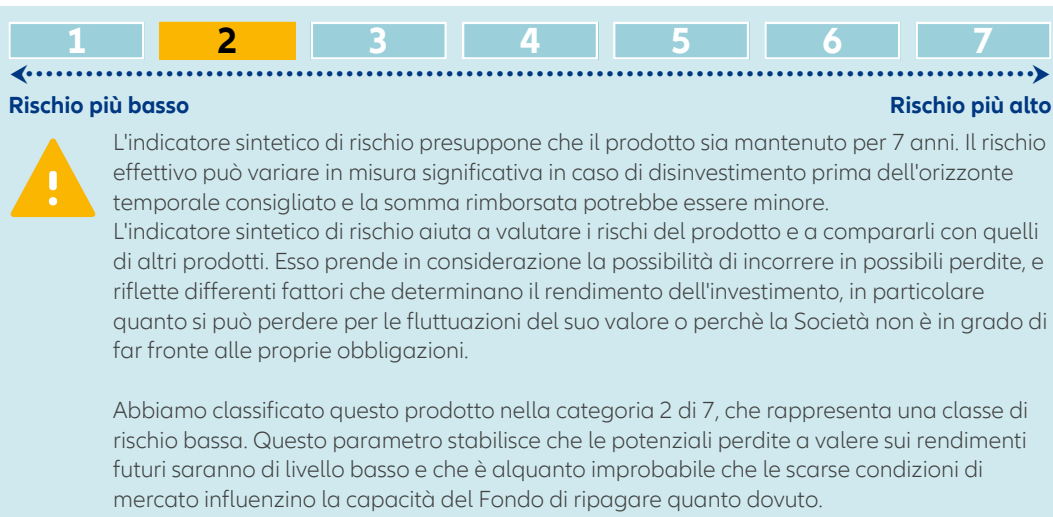 1 2 3 4 5 6 7
Rischio più basso Rischio più alto
L'indicatore sintetico di rischio presuppone che il prodotto sia mantenuto per 7 anni. Il rischio
effettivo può variare in misura significativa in caso di disinvestimento prima dell'orizzonte
temporale consigliato e la somma rimborsata potrebbe essere minore.
L'indicatore sintetico di rischio aiuta a valutare i rischi del prodotto e a compararli con quelli
di altri prodotti. Esso prende in considerazione la possibilità di incorrere in possibili perdite, e
riflette differenti fattori che determinano il rendimento dell'investimento, in particolare
quanto si può perdere per le fluttuazioni del suo valore o perchè la Società non è in grado di
far fronte alle proprie obbligazioni.
Abbiamo classificato questo prodotto nella categoria 2 di 7, che rappresenta una classe di
rischio bassa. Questo parametro stabilisce che le potenziali perdite a valere sui rendimenti
futuri saranno di livello basso e che è alquanto improbabile che le scarse condizioni di
mercato influenzino la capacità del Fondo di ripagare quanto dovuto.